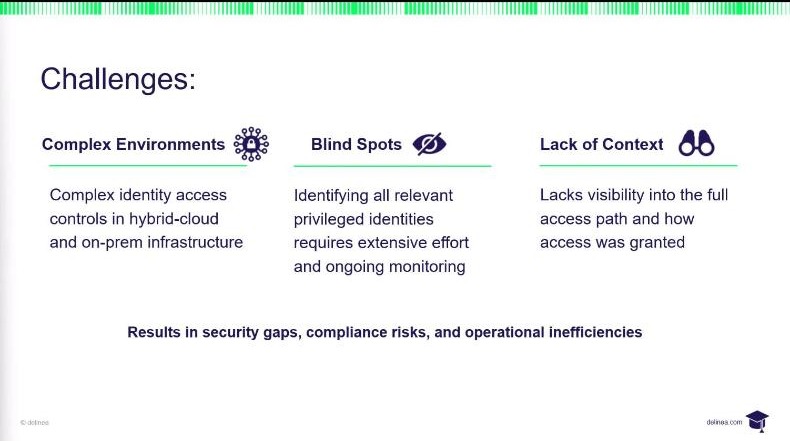 Challenges:
Complex Environments
Complex identity access
controls in hybrid-cloud
and on-prem infrastructure
Blind Spots
Identifying all relevant
privileged identities
requires extensive effort
and ongoing monitoring
Lack of Context
Lacks visibility into the full
access path and how
access was granted
Results in security gaps, compliance risks, and operational inefficiencies
© delinea
delinea.com